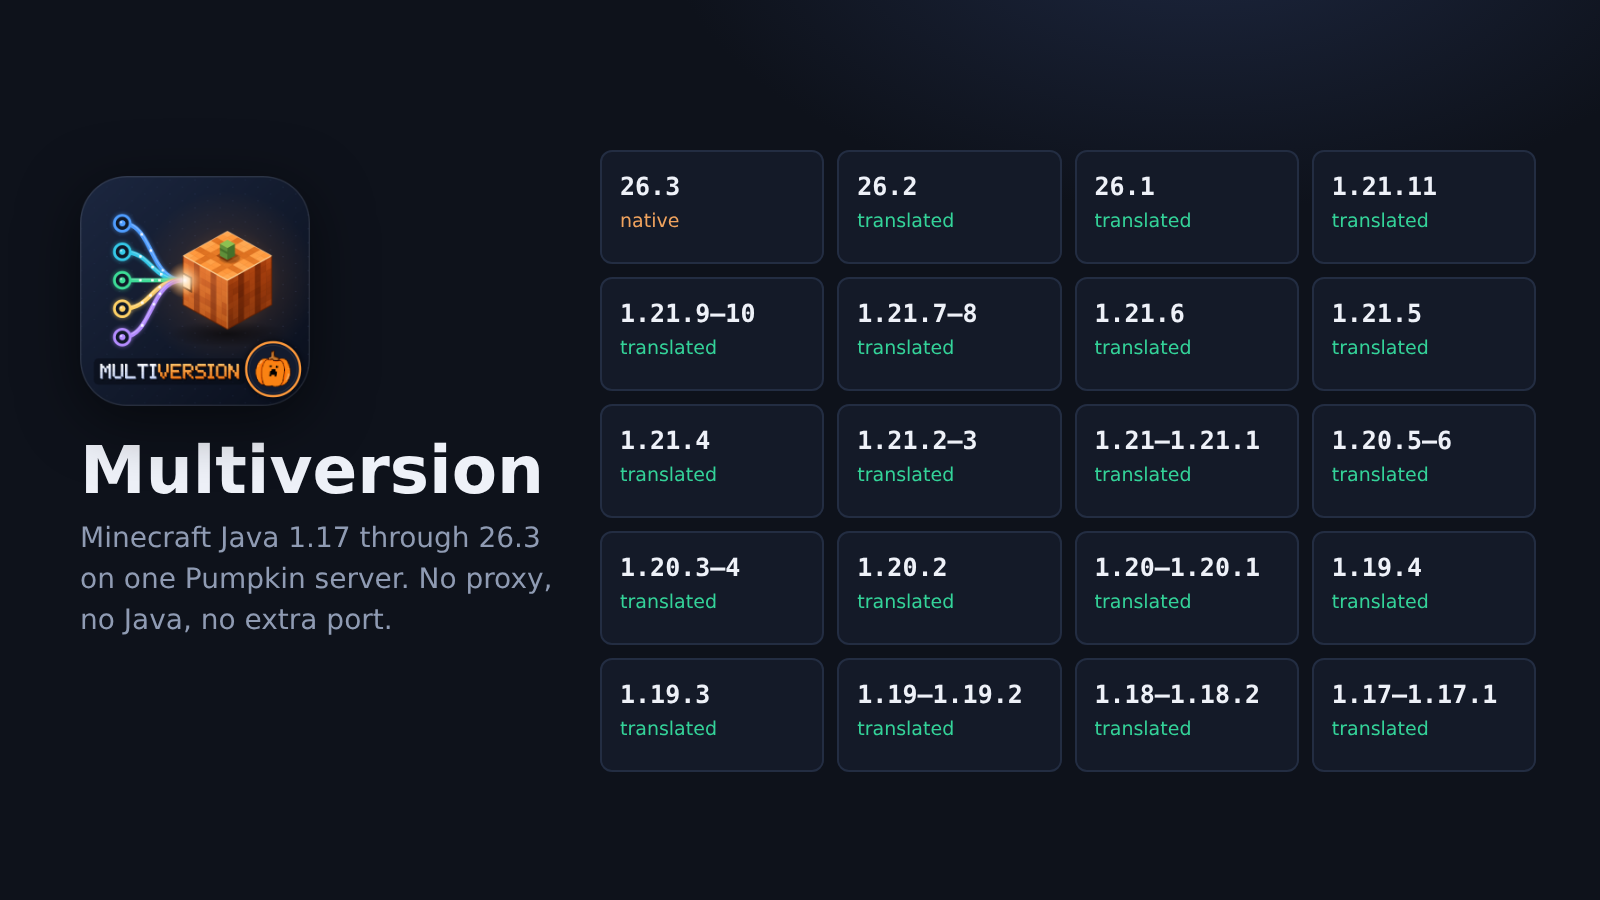 MULTIVERSION
Multiversion
Minecraft Java 1.17 through 26.3
on one Pumpkin server. No proxy,
no Java, no extra port.
26.3
native
26.2
translated
26.1
translated
1.21.11
translated
1.21.9–10
translated
1.21.7–8
translated
1.21.6
translated
1.21.5
translated
1.21.4
translated
1.21.2–3
translated
1.21–1.21.1
translated
1.20.5–6
translated
1.20.3–4
translated
1.20.2
translated
1.20–1.20.1
translated
1.19.4
translated
1.19.3
translated
1.19–1.19.2
translated
1.18–1.18.2
translated
1.17–1.17.1
translated